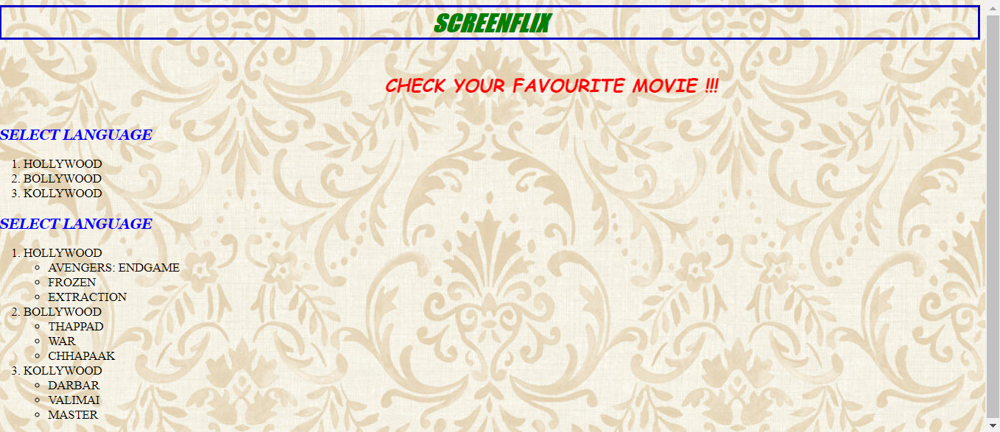 SCREENFLIX
CHECK YOUR FAVOURITE MOVIE !!!
SELECT LANGUAGE
1. HOLLYWOOD
2. BOLLYWOOD
3. KOLLYWOOD
SELECT LANGUAGE
1. HOLLYWOOD
AVENGERS: ENDGAME
FROZEN
EXTRACTION
2. BOLLYWOOD
THAPPAD
WAR
CHHAPAAK
3. KOLLYWOOD
DARBAR
VALIMAI
MASTER